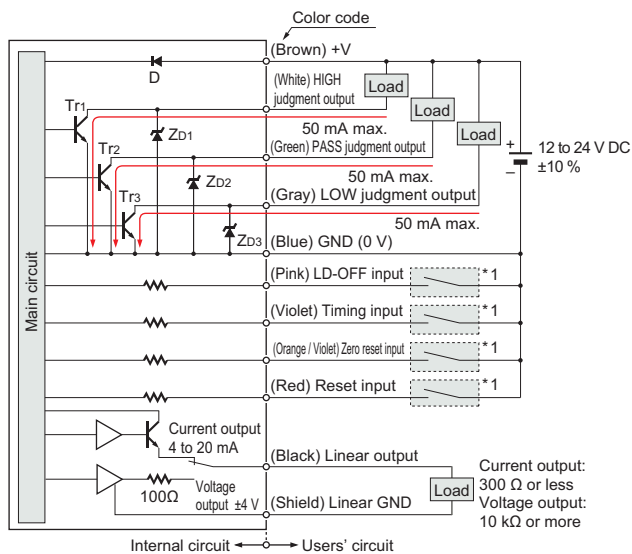 Color code
(Brown) +V
D
(White) HIGH
judgment output
Load
Load
Load
Tr1
ZD1
50 mA max.
12 to 24 V DC
±10 %
+
−
Tr2
(Green) PASS judgment output
ZD2
50 mA max.
Tr3
(Gray) LOW judgment output
50 mA max.
ZD3
(Blue) GND (0 V)
Main circuit
(Pink) LD-OFF input
*1
(Violet) Timing input
*1
(Orange / Violet) Zero reset input
*1
(Red) Reset input
*1
Current output
4 to 20 mA
(Black) Linear output
100Ω
Voltage
output ±4 V
(Shield) Linear GND
Load
Current output:
300 Ω or less
Voltage output:
10 kΩ or more
Internal circuit
Users' circuit